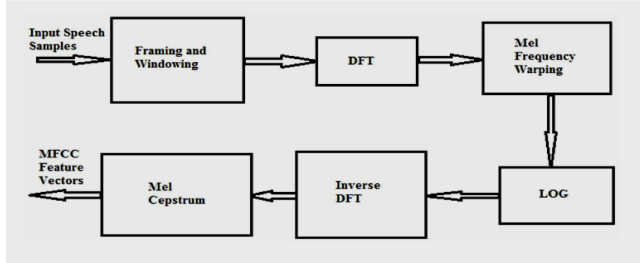 Input Speech
Samples
Framing and
Windowing
DFT
Mel
Frequency
Warping
MFCC
Feature
Vectors
Mel
Cepstrum
Inverse
DFT
LOG